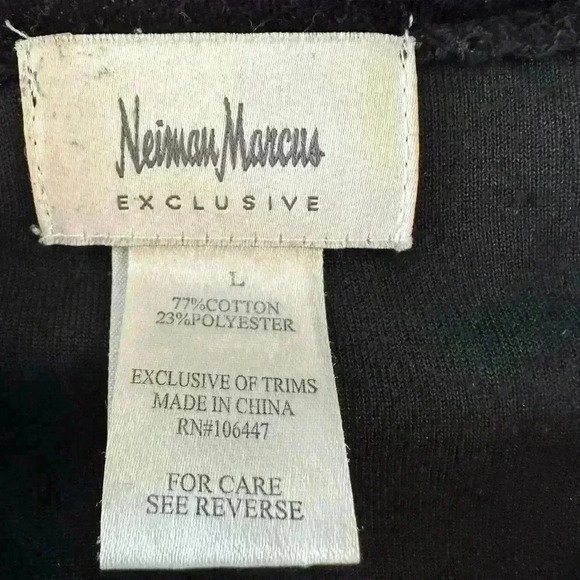 Neiman Marcus
EXCLUSIVE
L
77%COTTON
23%POLYESTER
EXCLUSIVE OF TRIMS
MADE IN CHINA
RN#106447
FOR CARE
SEE REVERSE